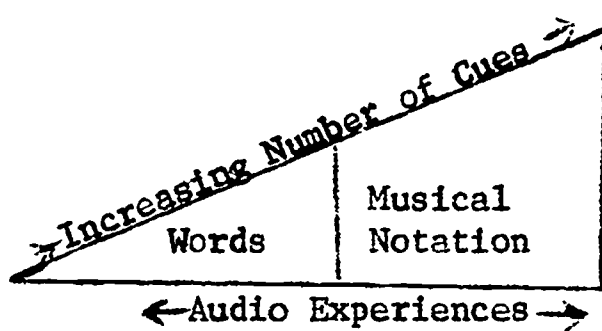 Increasing Number of Cues
Words
Musical
Notation
Audio Experiences